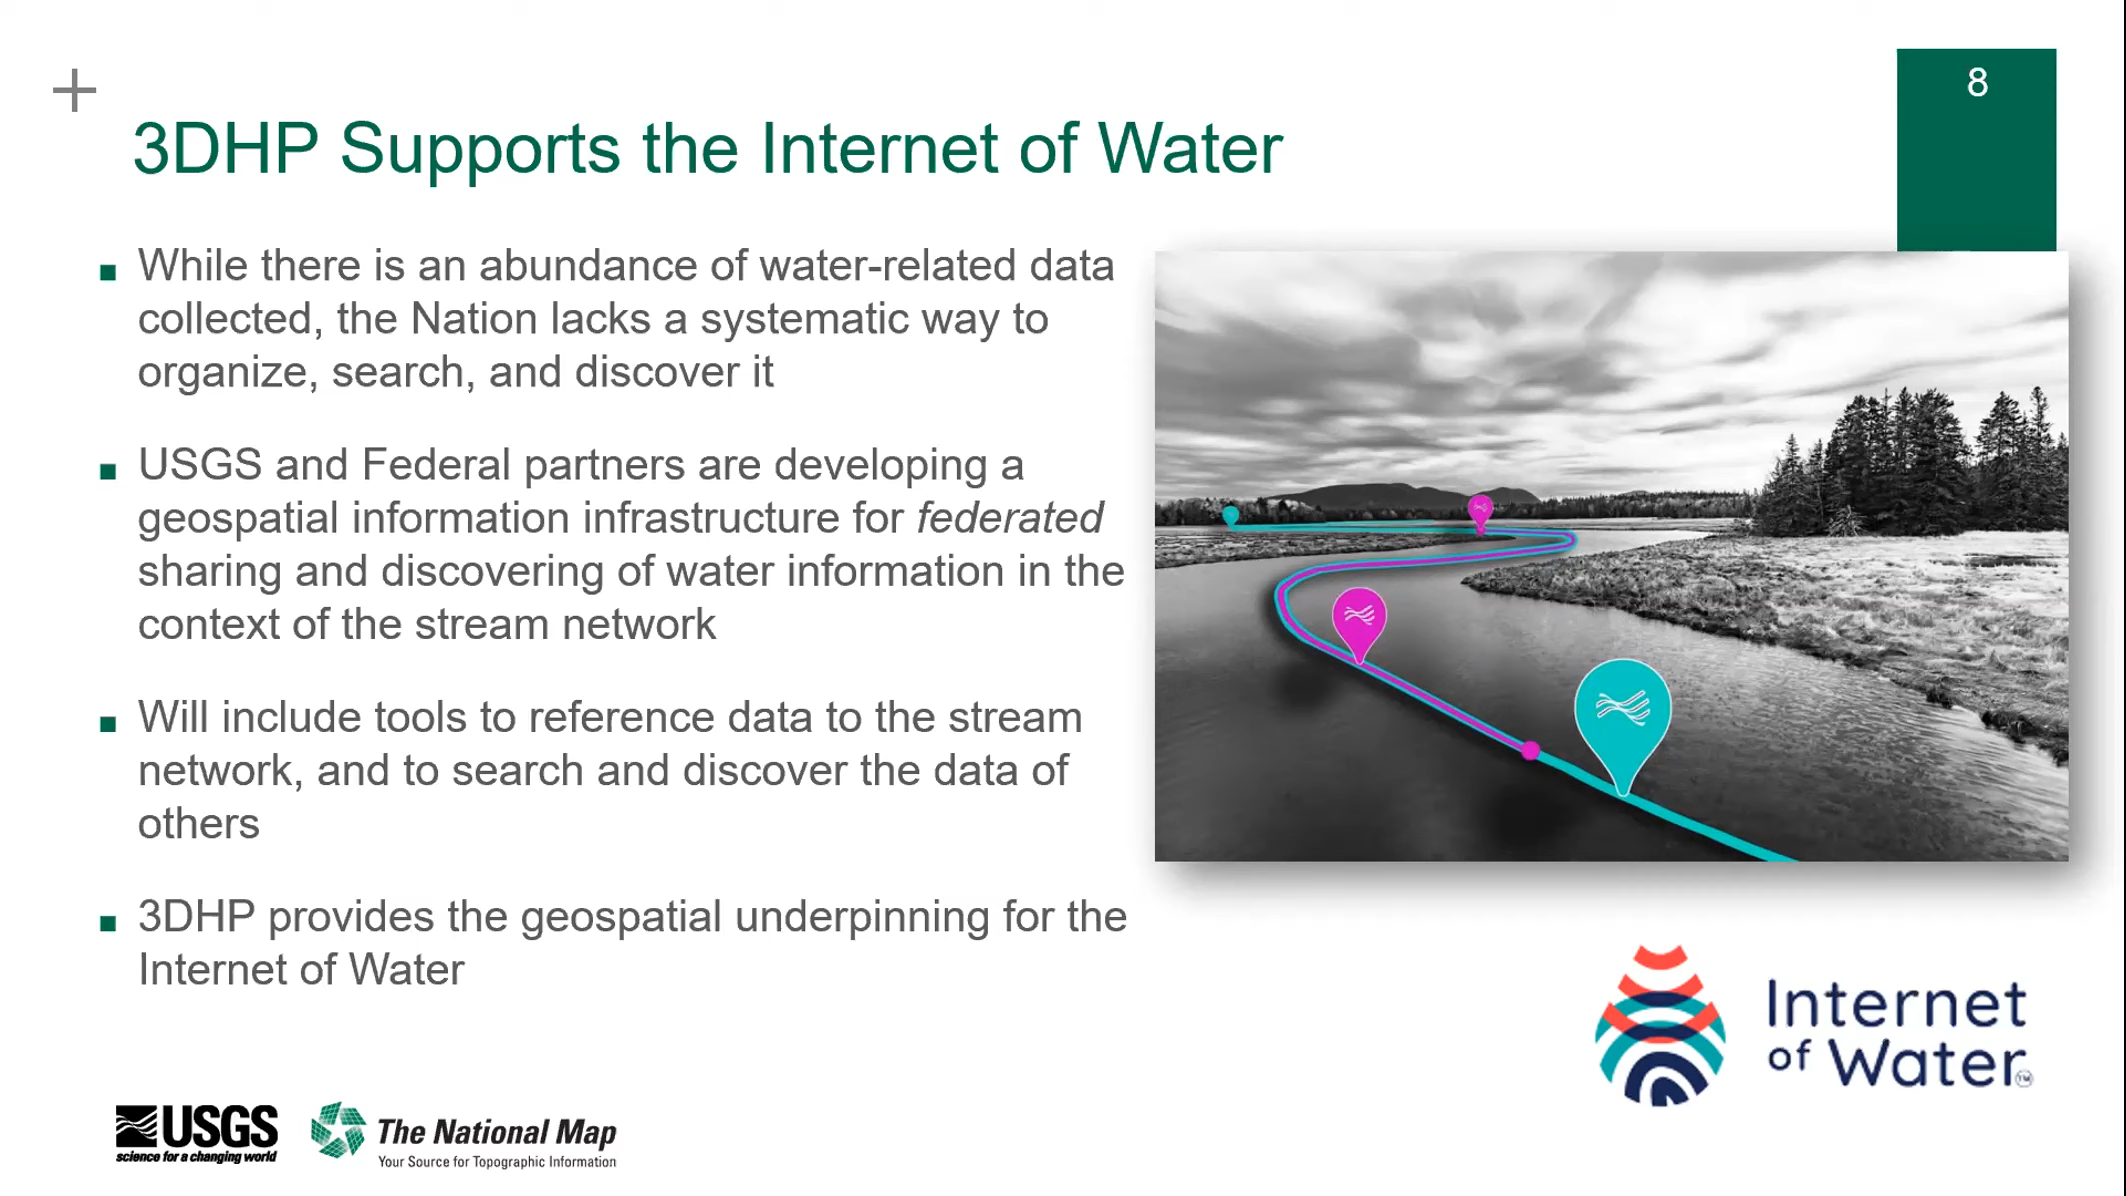 8
3DHP Supports the Internet of Water
While there is an abundance of water-related data
collected, the Nation lacks a systematic way to
organize, search, and discover it
USGS and Federal partners are developing a
geospatial information infrastructure for federated
sharing and discovering of water information in the
context of the stream network
Will include tools to reference data to the stream
network, and to search and discover the data of
others
3DHP provides the geospatial underpinning for the
Internet of Water
Internet
of Water™
USGS
science for a changing world
The National Map
Your Source for Topographic Information